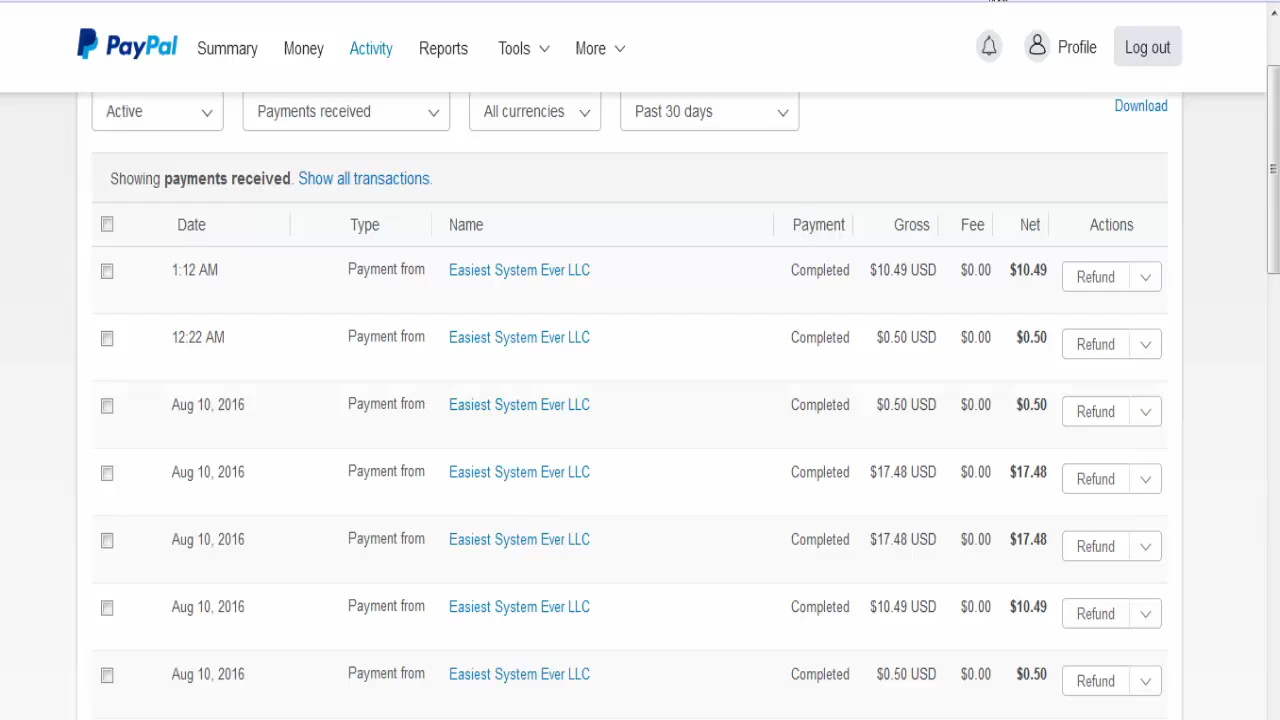 PayPal Summary Money Activity Reports Tools More Profile Log out
Active Payments received All currencies Past 30 days Download
Showing payments received. Show all transactions.
Date Type Name Payment Gross Fee Net Actions
1:12 AM Payment from Easiest System Ever LLC Completed $10.49 USD $0.00 $10.49 Refund
12:22 AM Payment from Easiest System Ever LLC Completed $0.50 USD $0.00 $0.50 Refund
Aug 10, 2016 Payment from Easiest System Ever LLC Completed $0.50 USD $0.00 $0.50 Refund
Aug 10, 2016 Payment from Easiest System Ever LLC Completed $17.48 USD $0.00 $17.48 Refund
Aug 10, 2016 Payment from Easiest System Ever LLC Completed $17.48 USD $0.00 $17.48 Refund
Aug 10, 2016 Payment from Easiest System Ever LLC Completed $10.49 USD $0.00 $10.49 Refund
Aug 10, 2016 Payment from Easiest System Ever LLC Completed $0.50 USD $0.00 $0.50 Refund